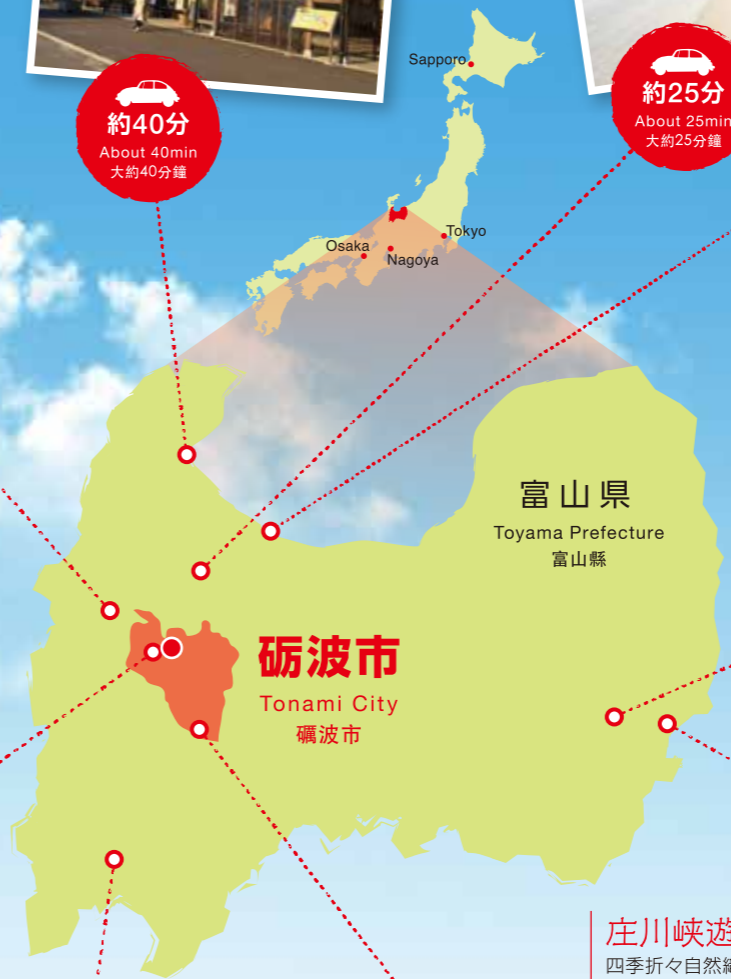 Sapporo
約40分
About 40min
大約40分鐘
約25分
About 25min
大約25分鐘
Tokyo
Osaka
Nagoya
富山県
Toyama Prefecture
富山縣
砺波市
Tonami City
礪波市
庄川峡遊
四季折々自然